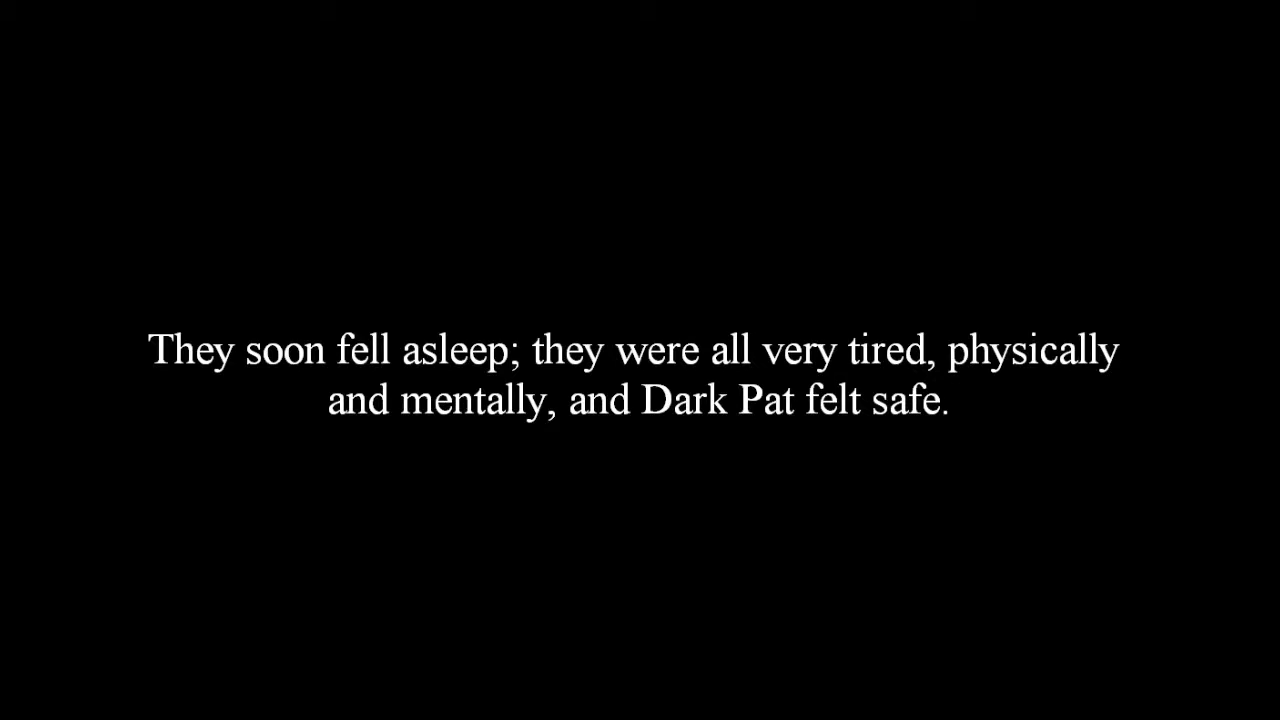 They soon fell asleep; they were all very tired, physically
and mentally, and Dark Pat felt safe.